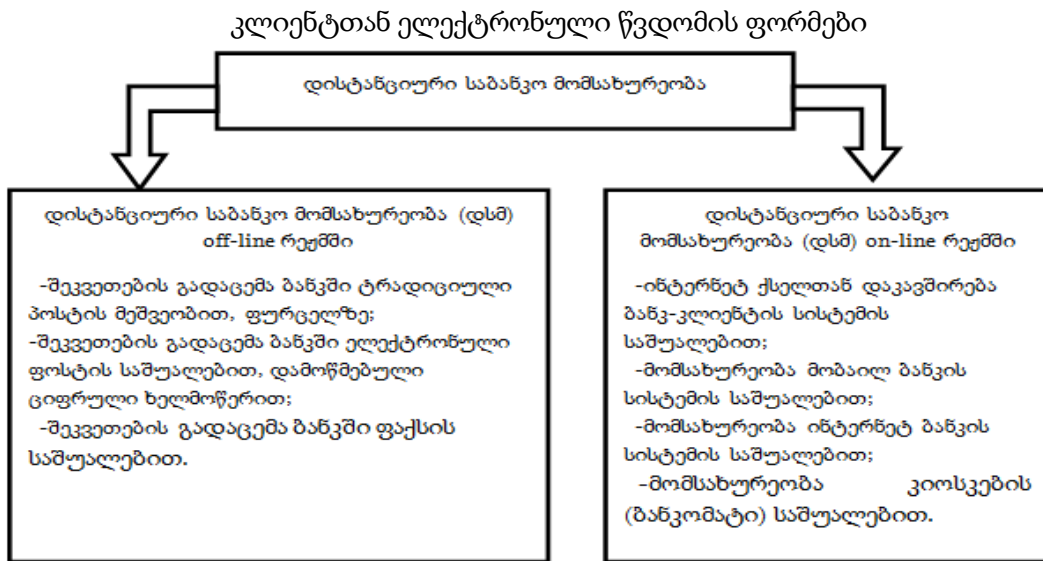 კლიენტთან ელექტრონული წვდომის ფორმები
დისტანციური საბანკო მომსახურეობა
დისტანციური საბანკო მომსახურეობა (დსმ)
off-line რეჟმში
-შეკვეთების გადაცემა ბანკში ტრადიციული
პოსტის მეშვეობით, ფურცელზე;
-შეკვეთების გადაცემა ბანკში ელექტრონული
ფოსტის საშუალებით, დამოწმებული
ციფრული ხელმოწერით;
-შეკვეთების გადაცემა ბანკში ფაქსის
საშუალებით.
დისტანციური საბანკო
მომსახურეობა (დსმ) on-line რეჟმში
-ინტერნეტ ქსელთან დაკავშირება
ბანკ-კლიენტის სისტემის
საშუალებით;
-მომსახურეობა მობაილ ბანკის
სისტემის საშუალებით;
-მომსახურეობა ინტერნეტ ბანკის
სისტემის საშუალებით;
-მომსახურეობა კიოსკების
(ბანკომატი) საშუალებით.